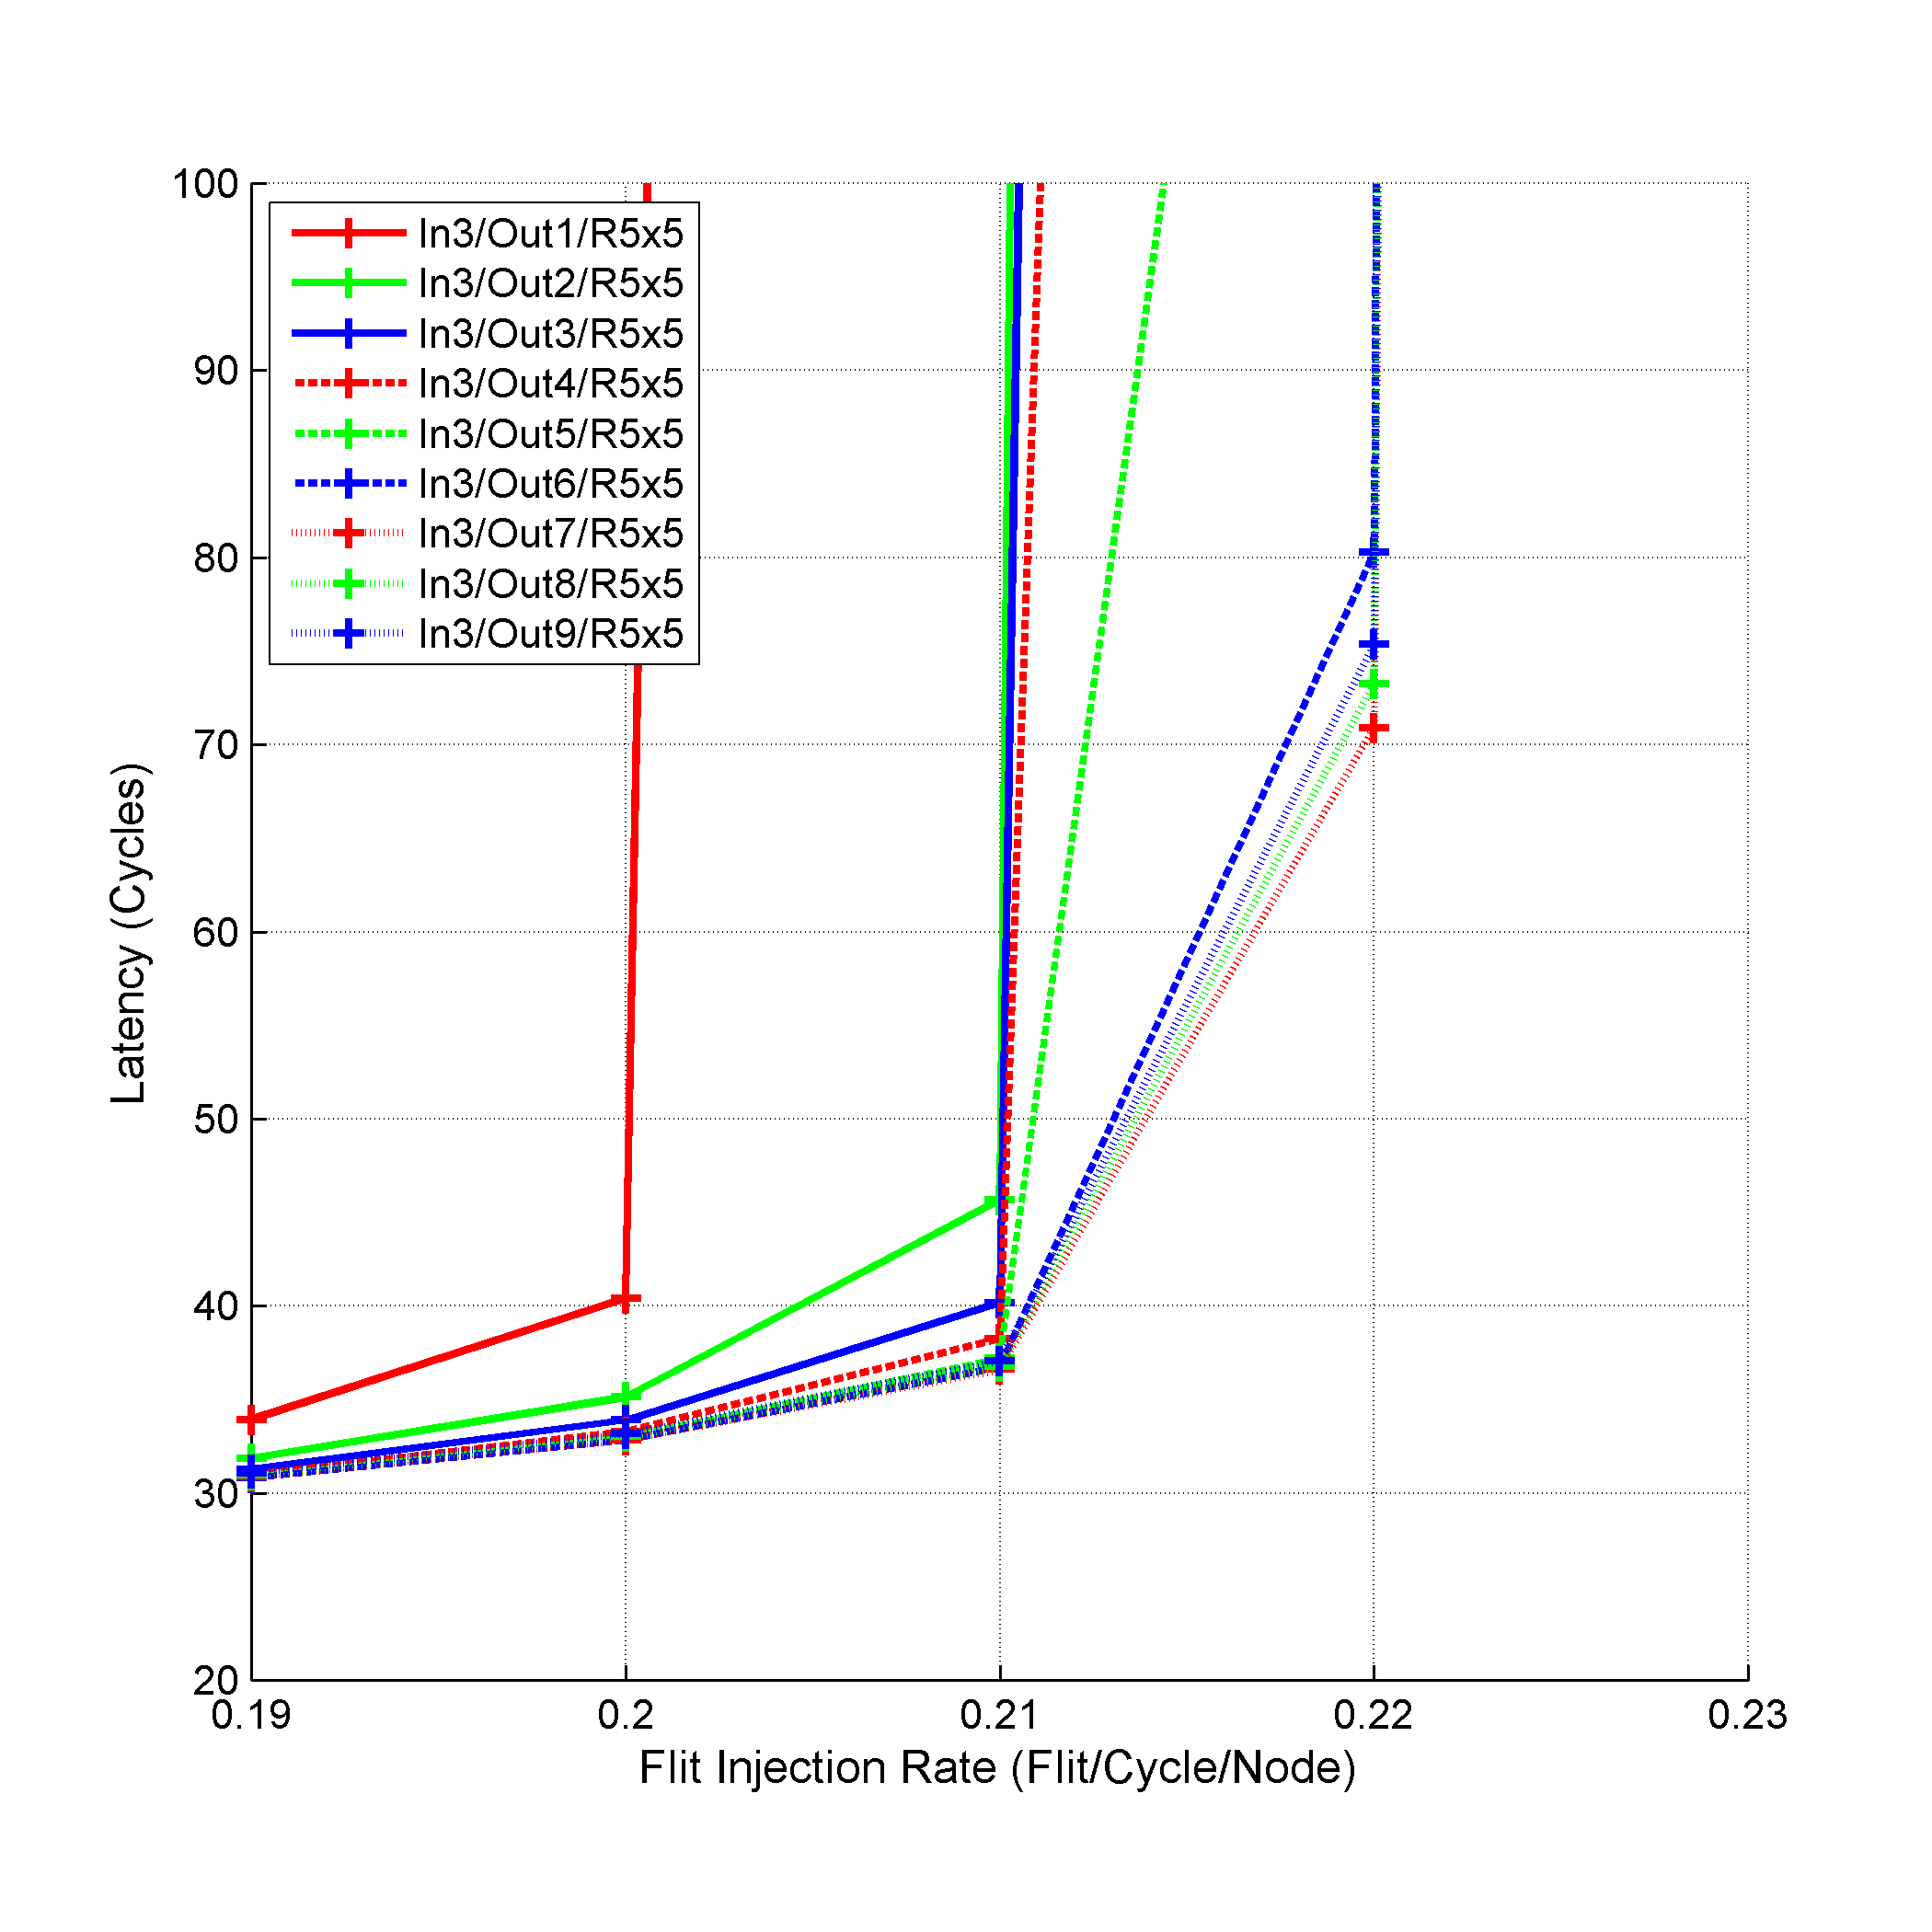 100
90
80
70
60
50
40
30
20
Latency (Cycles)
In3/Out1/R5x5
In3/Out2/R5x5
In3/Out3/R5x5
In3/Out4/R5x5
In3/Out5/R5x5
In3/Out6/R5x5
In3/Out7/R5x5
In3/Out8/R5x5
In3/Out9/R5x5
0.19 0.2 0.21 0.22 0.23
Flit Injection Rate (Flit/Cycle/Node)